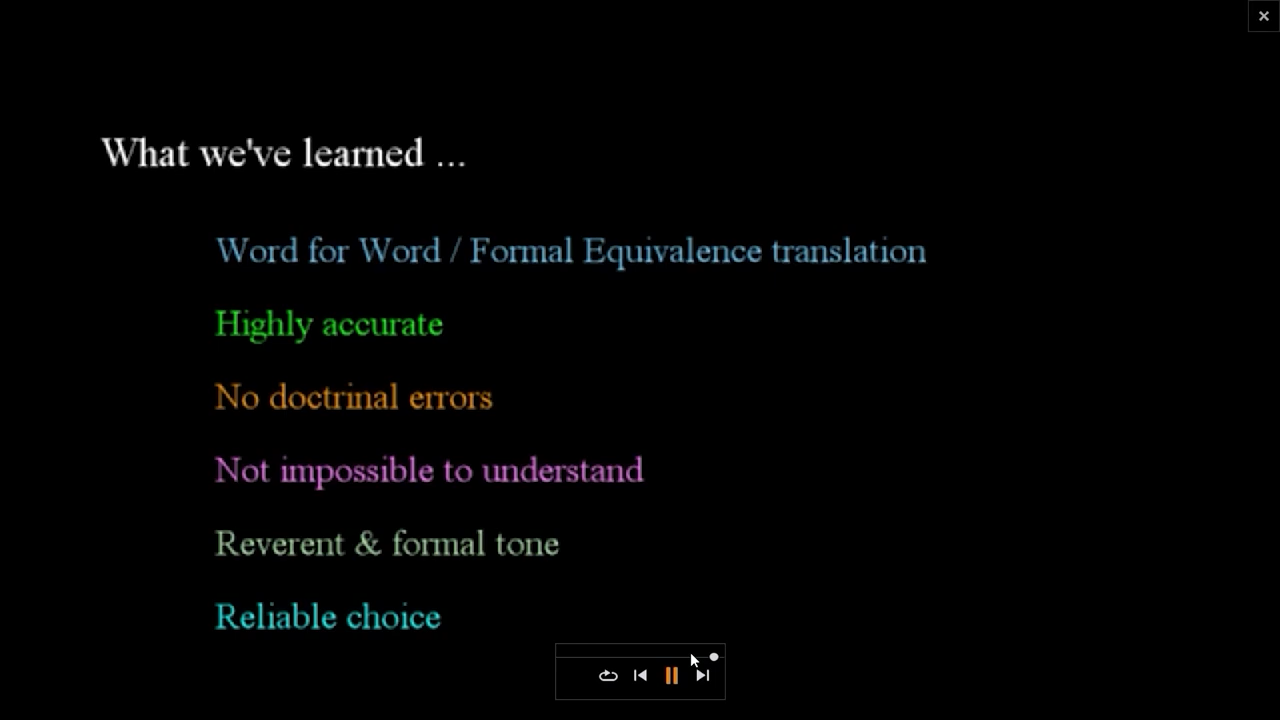 What we've learned ...
Word for Word / Formal Equivalence translation
Highly accurate
No doctrinal errors
Not impossible to understand
Reverent & formal tone
Reliable choice